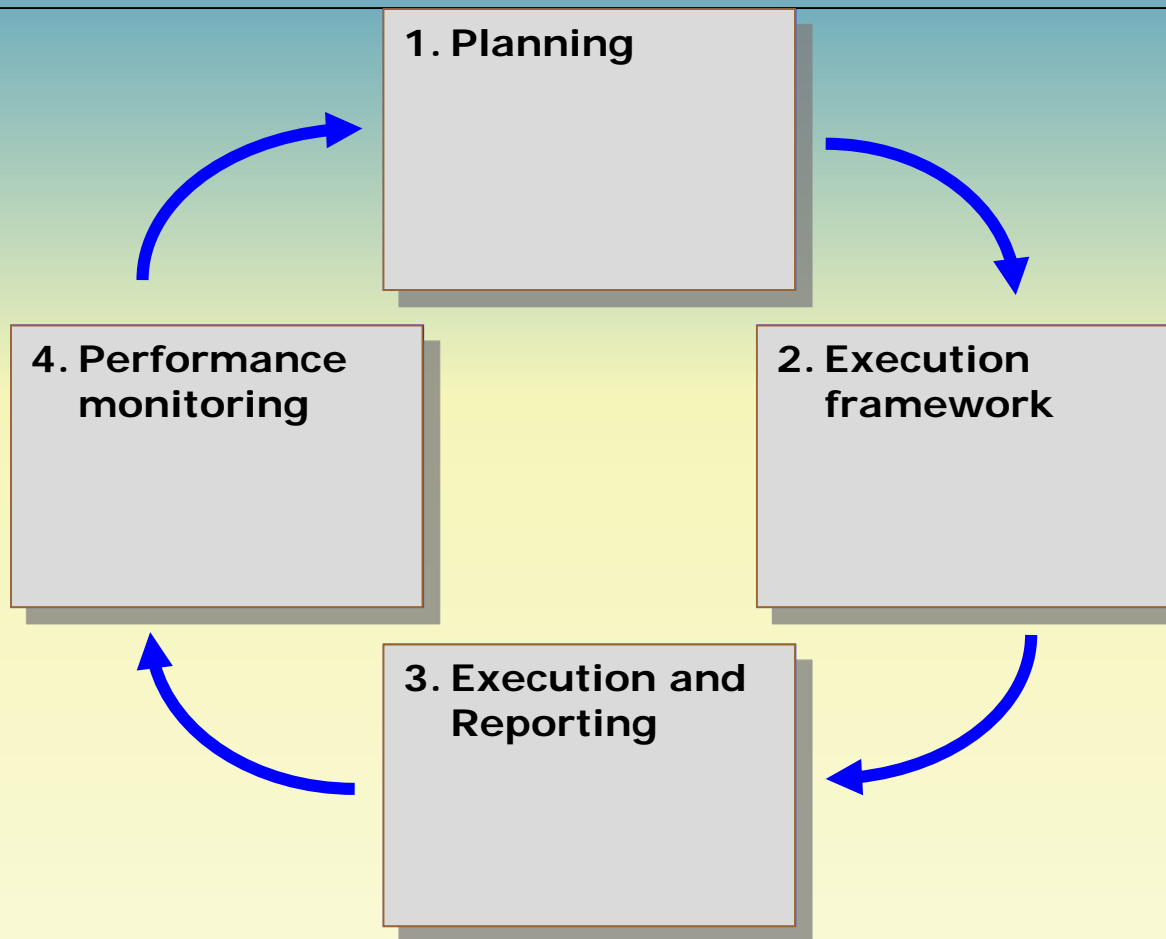 1. Planning
2. Execution
framework
3. Execution and
Reporting
4. Performance
monitoring